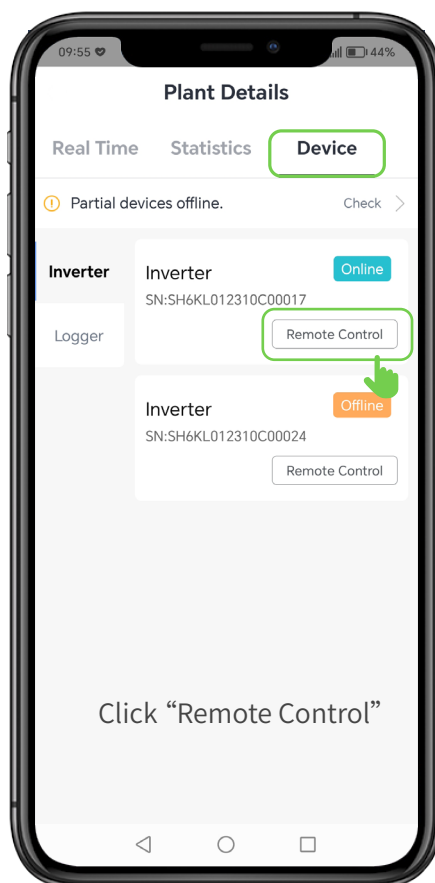 09:55
44%
Plant Details
Real Time Statistics Device
Partial devices offline. Check
Inverter
Logger
Inverter Online
SN:SH6KL012310C00017
Remote Control
Inverter Offline
SN:SH6KL012310C00024
Remote Control
Click “Remote Control”